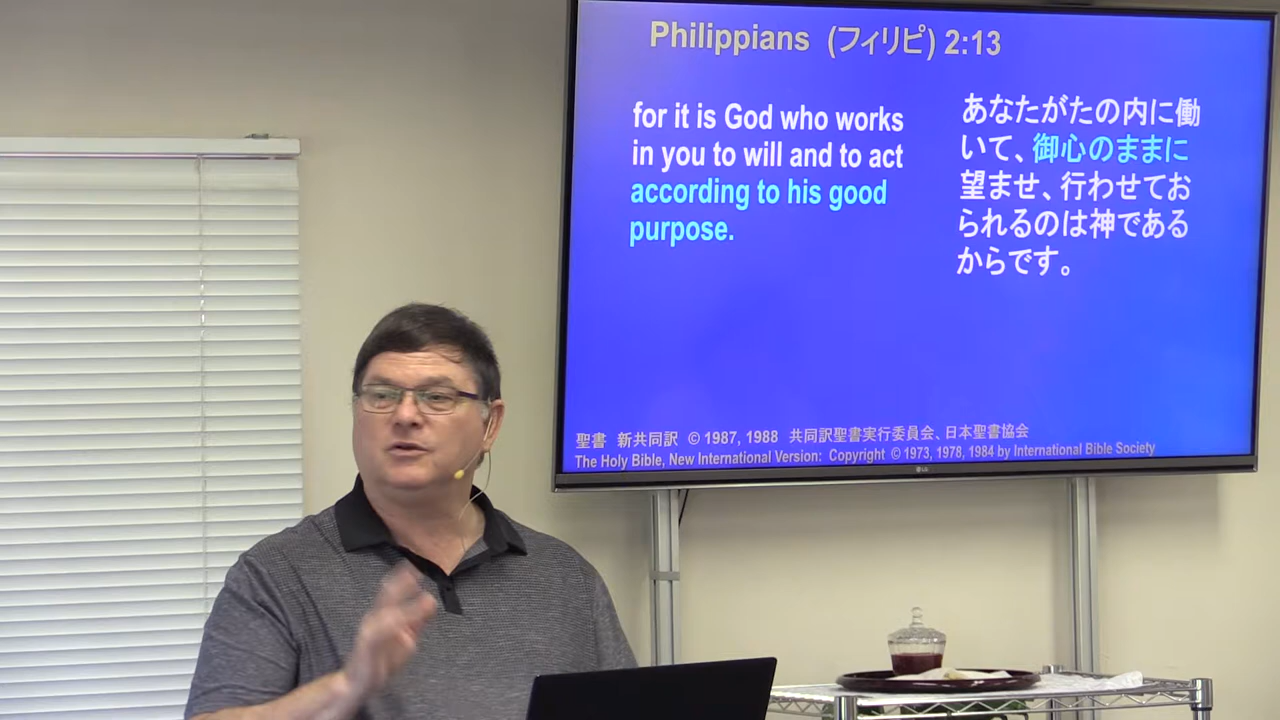 Philippians (フィリピ) 2:13
for it is God who works
in you to will and to act
according to his good
purpose.
あなたがたの内に働
いて、御心のままに
望ませ、行わせてお
られるのは神である
からです。
聖書 新共同訳 © 1987, 1988 共同訳聖書実行委員会、日本聖書協会
The Holy Bible, New International Version: Copyright © 1973, 1978, 1984 by International Bible Society
LG